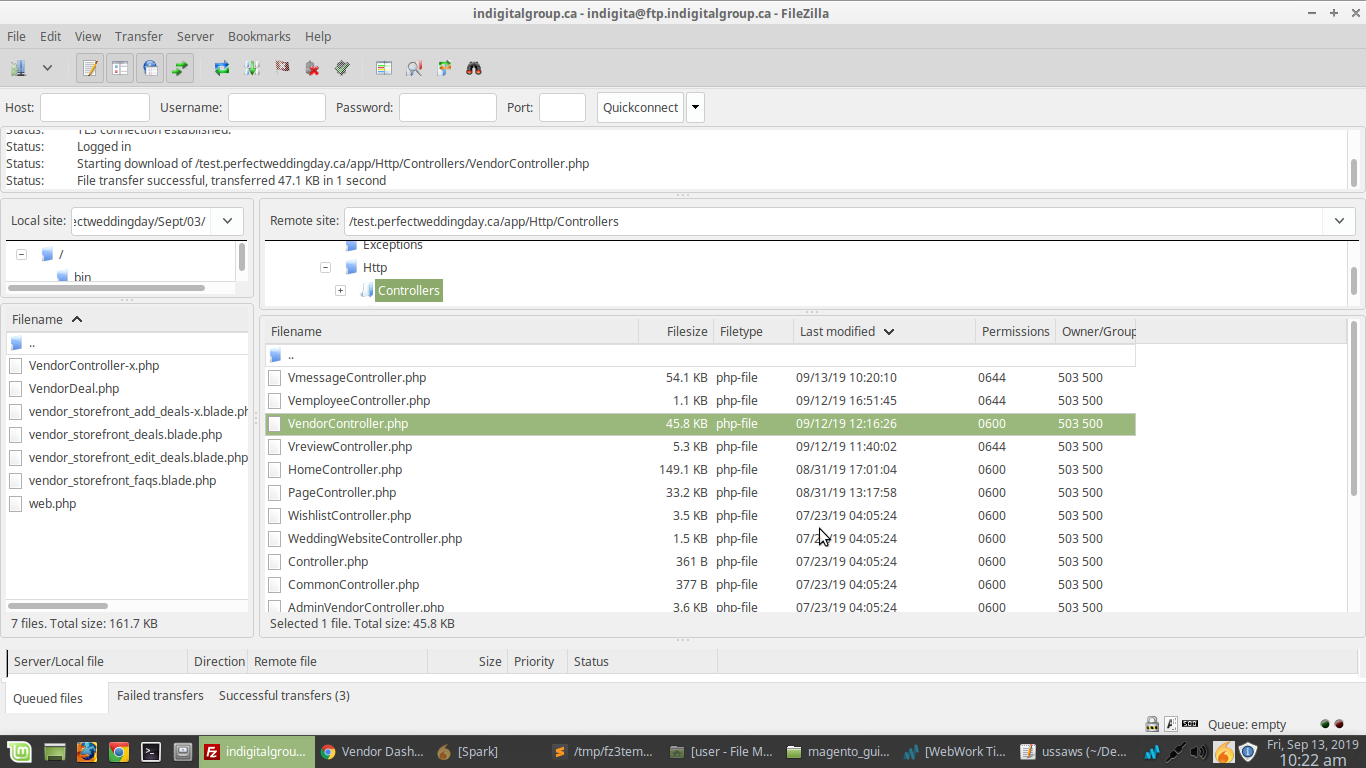 indigitalgroup.ca - indigita@ftp.indigitalgroup.ca - FileZilla
File Edit View Transfer Server Bookmarks Help
Host: Username: Password: Port: Quickconnect
Status: TLS connection established.
Status: Logged in
Status: Starting download of /test.perfectweddingday.ca/app/Http/Controllers/VendorController.php
Status: File transfer successful, transferred 47.1 KB in 1 second
Local site: ectweddingday/Sept/03/
/
bin
Filename
..
VendorController-x.php
VendorDeal.php
vendor_storefront_add_deals-x.blade.ph
vendor_storefront_deals.blade.php
vendor_storefront_edit_deals.blade.php
vendor_storefront_faqs.blade.php
web.php
7 files. Total size: 161.7 KB
Remote site: /test.perfectweddingday.ca/app/Http/Controllers
Exceptions
Http
Controllers
Filename Filesize Filetype Last modified Permissions Owner/Group
..
VmessageController.php 54.1 KB php-file 09/13/19 10:20:10 0644 503 500
VemployeeController.php 1.1 KB php-file 09/12/19 16:51:45 0644 503 500
VendorController.php 45.8 KB php-file 09/12/19 12:16:26 0600 503 500
VreviewController.php 5.3 KB php-file 09/12/19 11:40:02 0644 503 500
HomeController.php 149.1 KB php-file 08/31/19 17:01:04 0600 503 500
PageController.php 33.2 KB php-file 08/31/19 13:17:58 0600 503 500
WishlistController.php 3.5 KB php-file 07/23/19 04:05:24 0600 503 500
WeddingWebsiteController.php 1.5 KB php-file 07/23/19 04:05:24 0600 503 500
Controller.php 361 B php-file 07/23/19 04:05:24 0600 503 500
CommonController.php 377 B php-file 07/23/19 04:05:24 0600 503 500
AdminVendorController.php 3.6 KB php-file 07/23/19 04:05:24 0600 503 500
Selected 1 file. Total size: 45.8 KB
Server/Local file Direction Remote file Size Priority Status
Queued files Failed transfers Successful transfers (3)
Queue: empty
indigitalgrou... Vendor Dash... [Spark] /tmp/fz3tem... [user - File M... magento_gui... [WebWork Ti... ussaws (~/De...
Fri, Sep 13, 2019
10:22 am